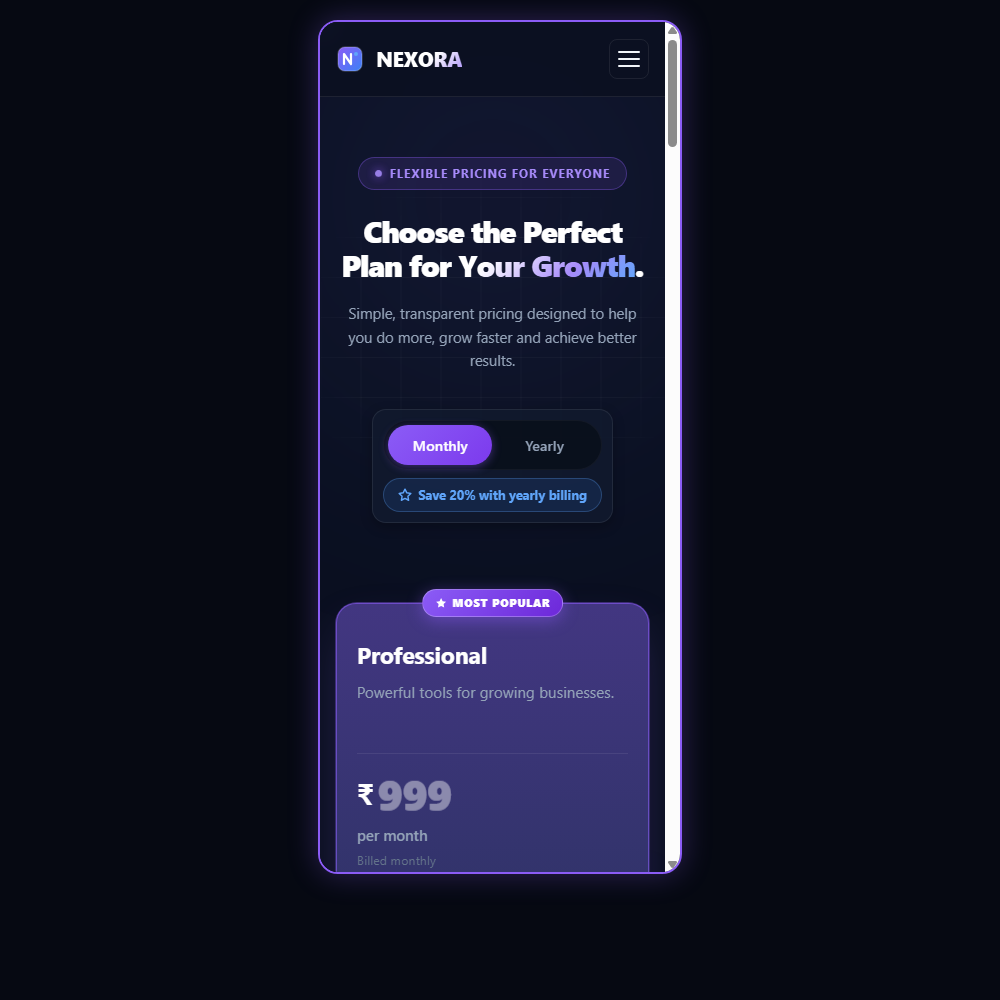 N
NEXORA
FLEXIBLE PRICING FOR EVERYONE
Choose the Perfect
Plan for Your Growth.
Simple, transparent pricing designed to help
you do more, grow faster and achieve better
results.
Monthly Yearly
Save 20% with yearly billing
MOST POPULAR
Professional
Powerful tools for growing businesses.
₹999
per month
Billed monthly